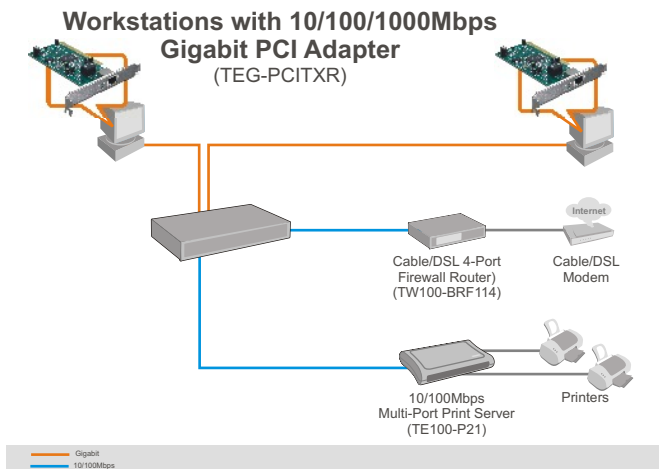 Workstations with 10/100/1000Mbps
Gigabit PCI Adapter
(TEG-PCITXR)
Internet
Cable/DSL 4-Port
Firewall Router)
(TW100-BRF114)
Cable/DSL
Modem
10/100Mbps
Multi-Port Print Server
(TE100-P21)
Printers
Gigabit
10/100Mbps